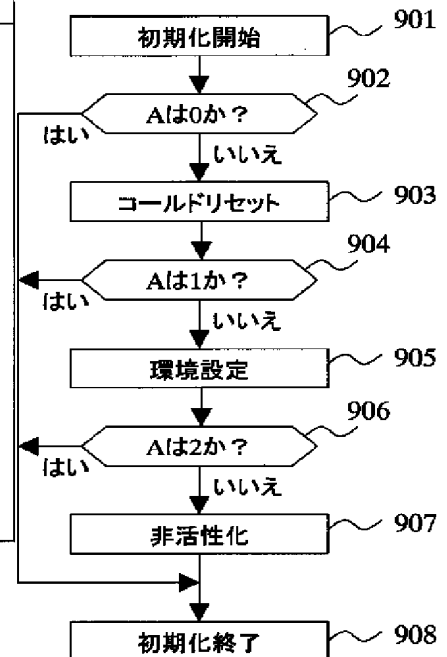 初期化開始
901
902
Aは0か？
はい
いいえ
コールドリセット
903
904
Aは1か？
はい
いいえ
環境設定
905
906
Aは2か？
はい
いいえ
非活性化
907
初期化終了
908